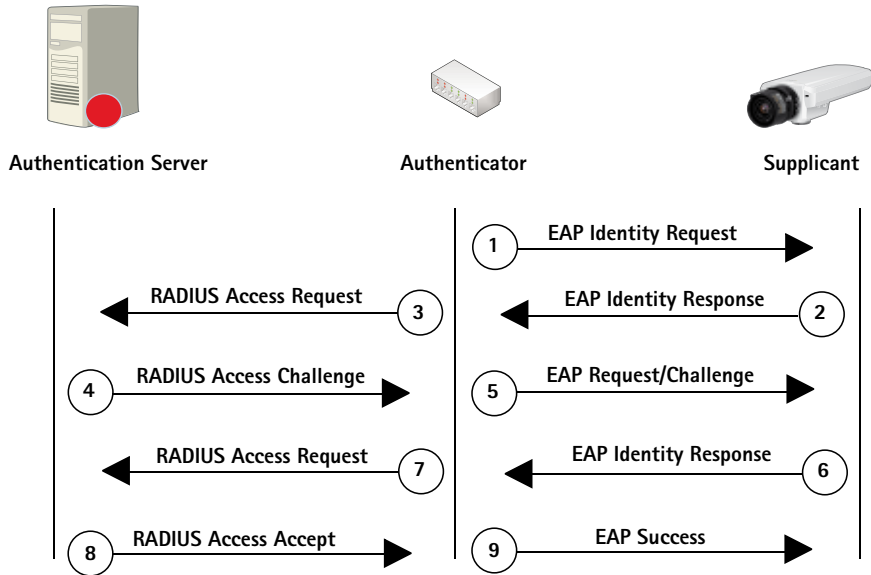 Authentication Server
Authenticator
Supplicant
1
EAP Identity Request
RADIUS Access Request
3
EAP Identity Response
2
4
RADIUS Access Challenge
5
EAP Request/Challenge
RADIUS Access Request
7
EAP Identity Response
6
8
RADIUS Access Accept
9
EAP Success